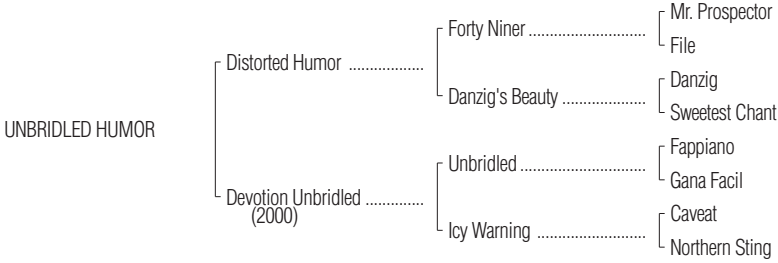 Mr. Prospector
Forty Niner ............................
File
Distorted Humor ..................
Danzig
Danzig's Beauty ....................
Sweetest Chant
UNBRIDLED HUMOR
Fappiano
Unbridled ..............................
Gana Facil
Devotion Unbridled ..............
(2000)
Caveat
Icy Warning ..........................
Northern Sting